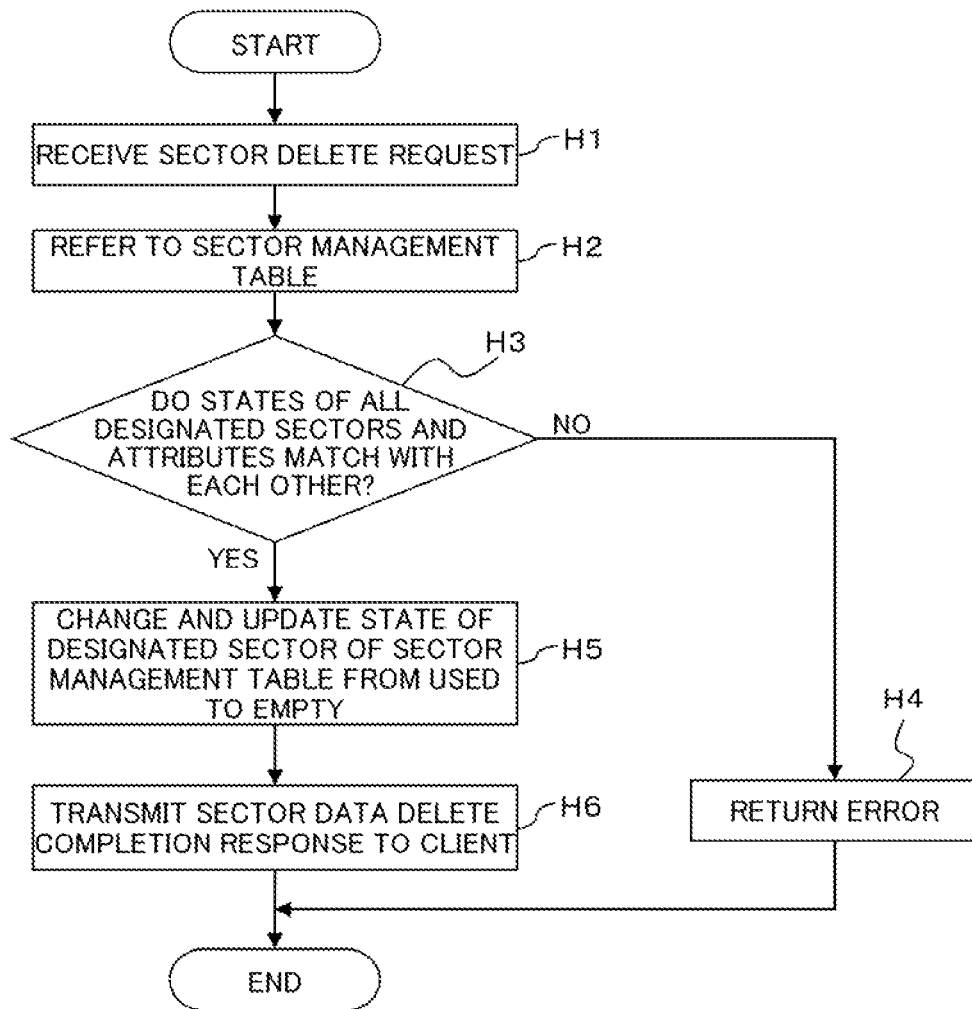 START
RECEIVE SECTOR DELETE REQUEST
H1
REFER TO SECTOR MANAGEMENT
TABLE
H2
H3
DO STATES OF ALL
DESIGNATED SECTORS AND
ATTRIBUTES MATCH WITH
EACH OTHER?
NO
YES
CHANGE AND UPDATE STATE OF
DESIGNATED SECTOR OF SECTOR
MANAGEMENT TABLE FROM USED
TO EMPTY
H5
H4
RETURN ERROR
TRANSMIT SECTOR DATA DELETE
COMPLETION RESPONSE TO CLIENT
H6
END